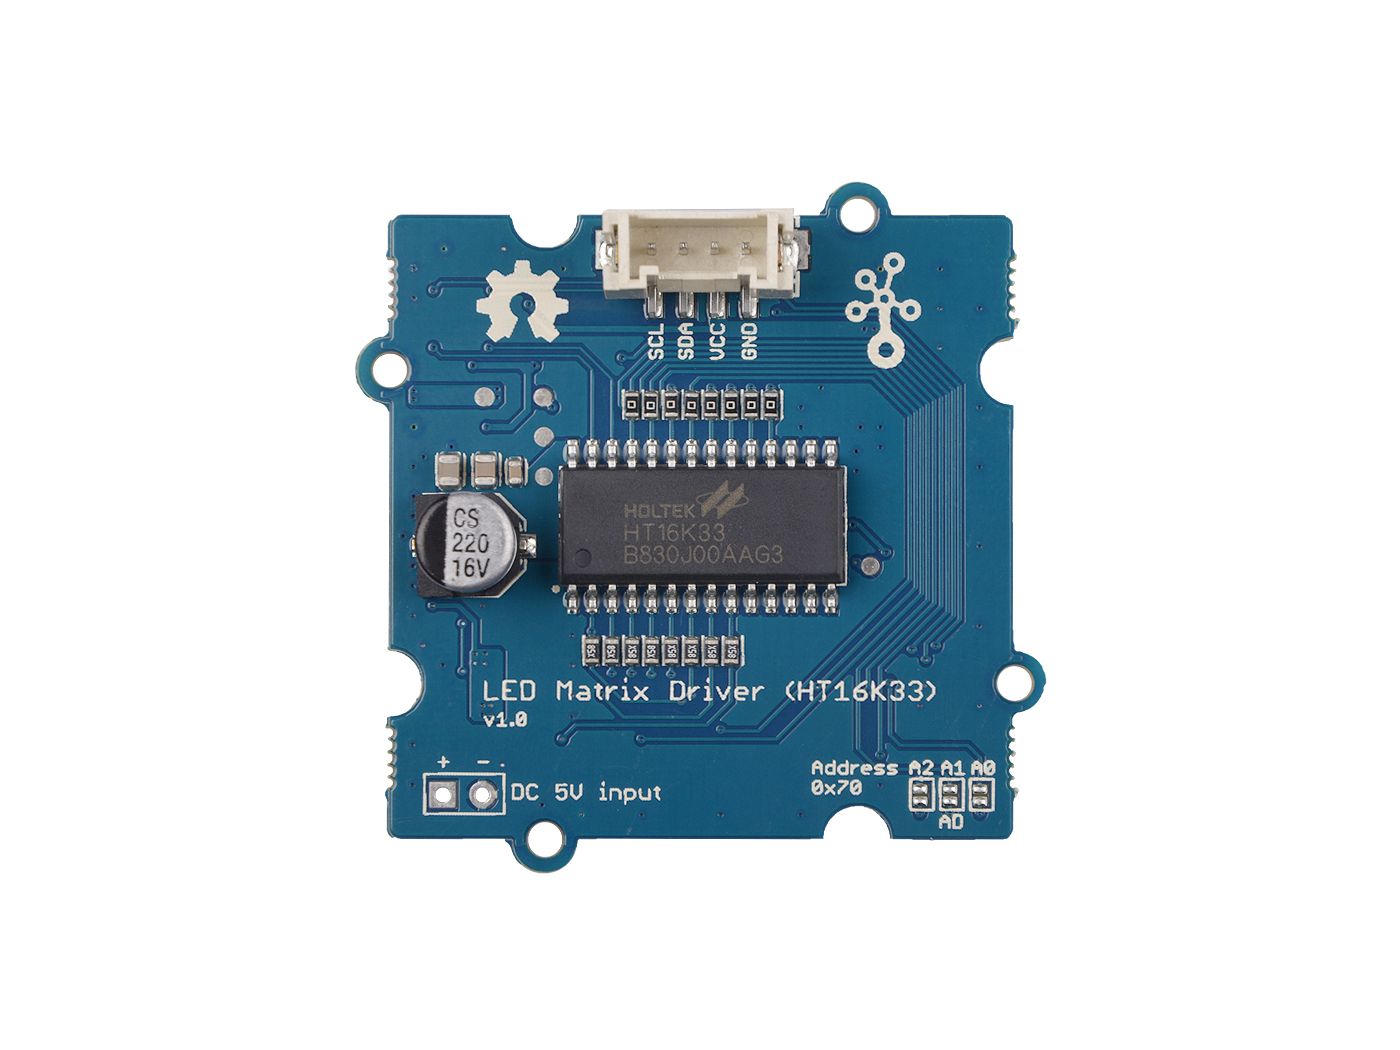 SCL
SDA
VCC
GND
HOLTEK
HT16K33
B830J00AAG3
CS
220
16V
LED Matrix Driver (HT16K33)
v1.0
+ -
DC 5V input
Address A2 A1 A0
0x70
AD